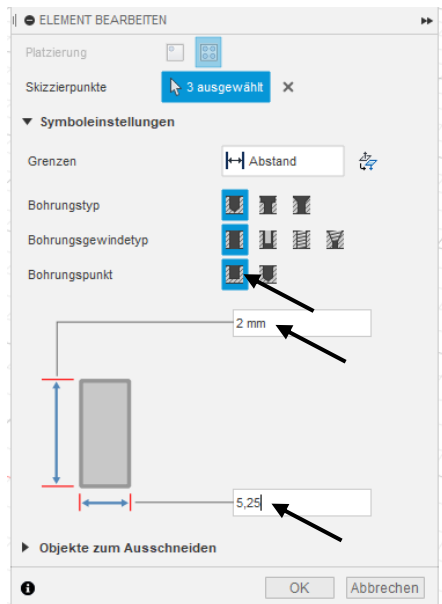 ELEMENT BEARBEITEN
Platzierung
Skizzierpunkte 3 ausgewählt
Symboleinstellungen
Grenzen Abstand
Bohrungstyp
Bohrungsgewindetyp
Bohrungspunkt
2 mm
5,25
Objekte zum Ausschneiden
OK Abbrechen